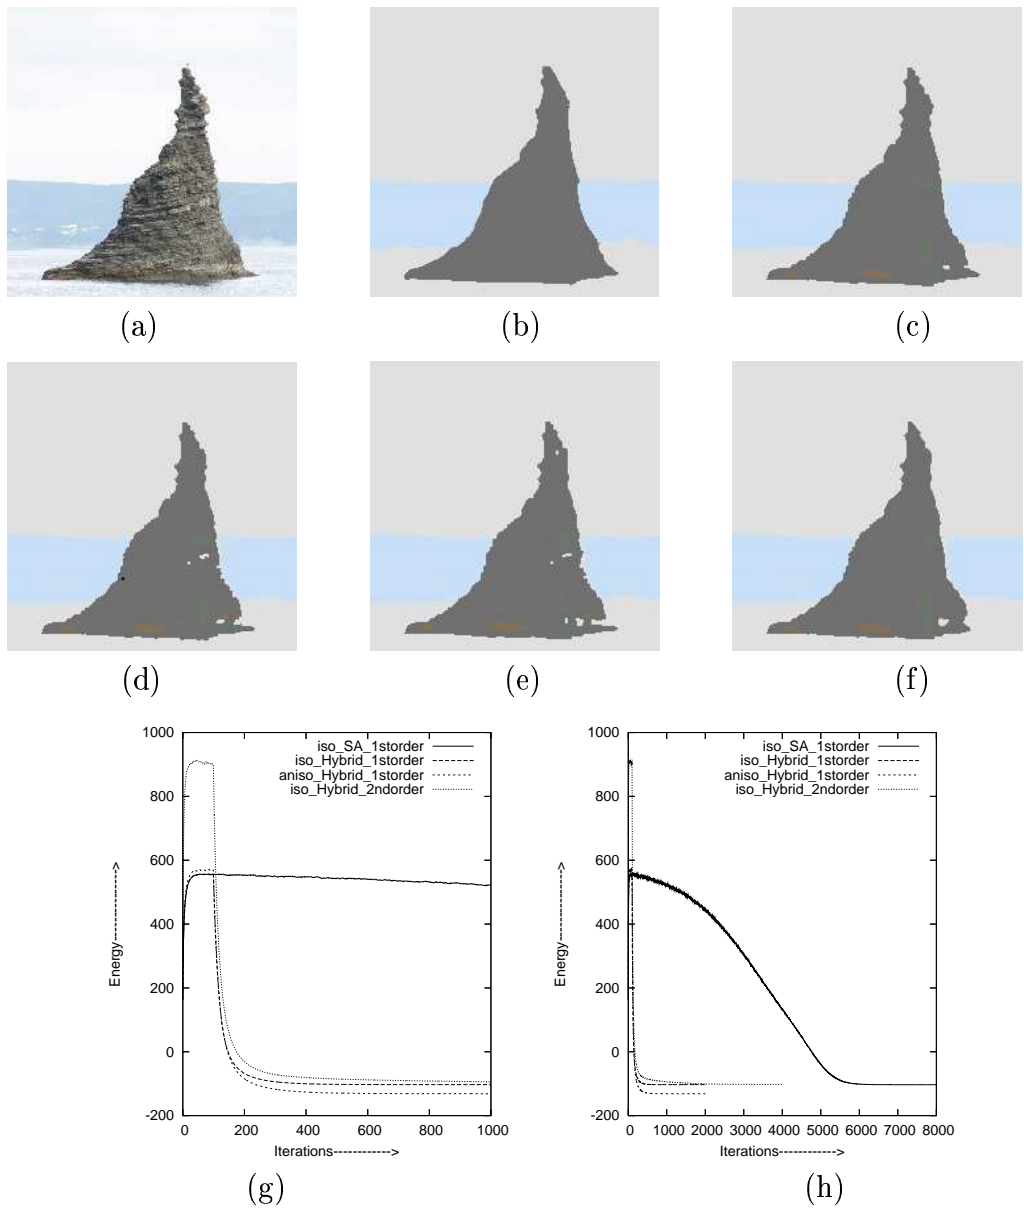 (a)
(b)
(c)
(d)
(e)
(f)
1000
800
600
400
200
0
-200
0 200 400 600 800 1000
Energy------------->
Iterations------------>
iso_SA_1storder
iso_Hybrid_1storder
aniso_Hybrid_1storder
iso_Hybrid_2ndorder
(g)
1000
800
600
400
200
0
-200
0 1000 2000 3000 4000 5000 6000 7000 8000
Energy------------->
Iterations------------>
iso_SA_1storder
iso_Hybrid_1storder
aniso_Hybrid_1storder
iso_Hybrid_2ndorder
(h)